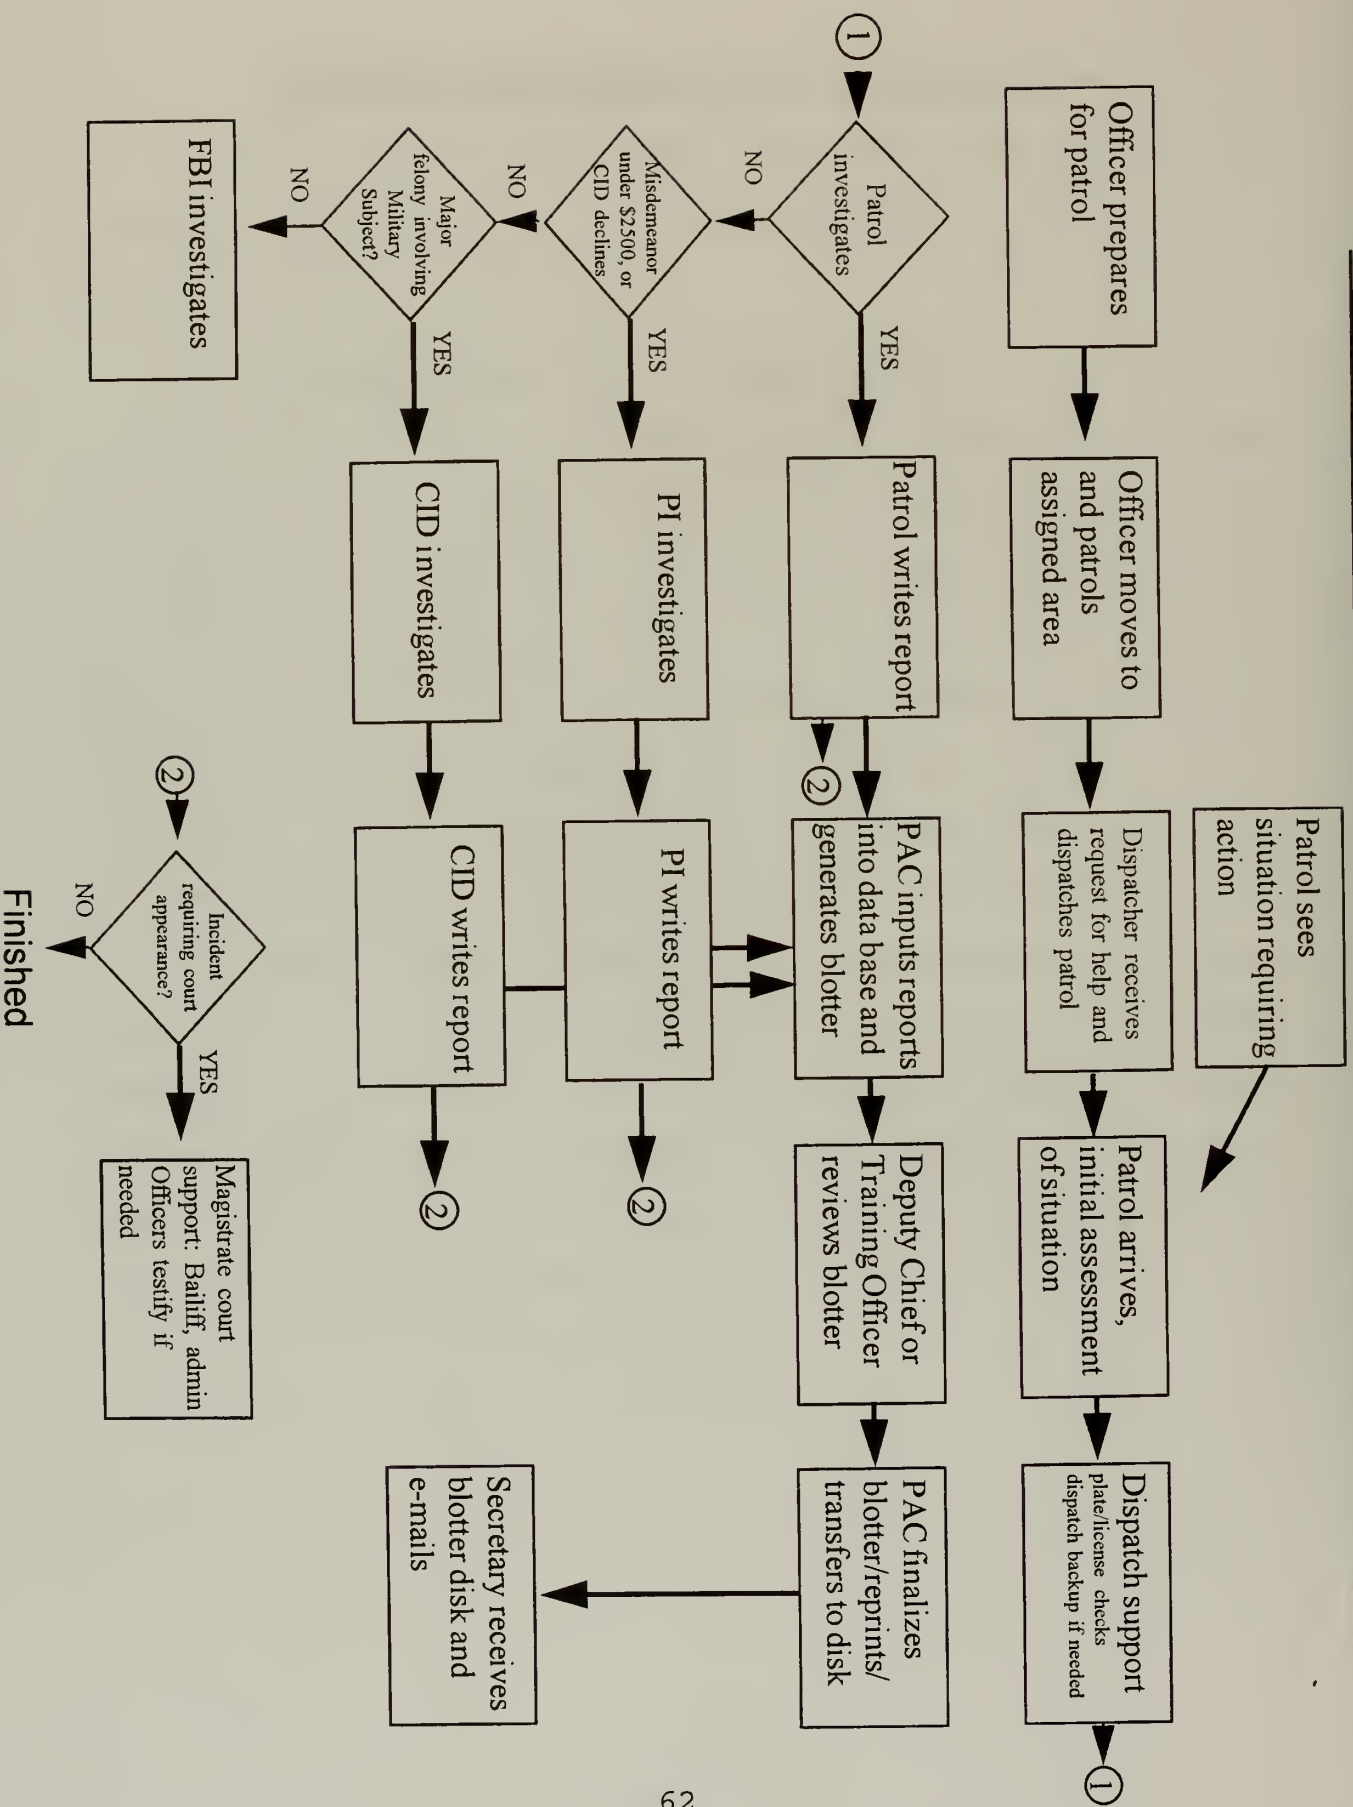 Patrol sees
situation requiring
action
Officer prepares
for patrol
Officer moves to
and patrols
assigned area
Dispatcher receives
request for help and
dispatches patrol
Patrol arrives,
initial assessment
of situation
Dispatch support
plate/license checks
dispatch backup if needed
1
1
Patrol
investigates
YES
NO
Patrol writes report
2
PAC inputs reports
into data base and
generates blotter
Deputy Chief or
Training Officer
reviews blotter
PAC finalizes
blotter/reprints/
transfers to disk
Misdemeanor
under $2500, or
CID declines
YES
NO
PI investigates
PI writes report
2
Secretary receives
blotter disk and
e-mails
Major
felony involving
Military
Subject?
YES
NO
CID investigates
CID writes report
2
FBI investigates
2
Incident
requiring court
appearance?
YES
NO
Magistrate court
support: Bailiff, admin
Officers testify if
needed
Finished
62